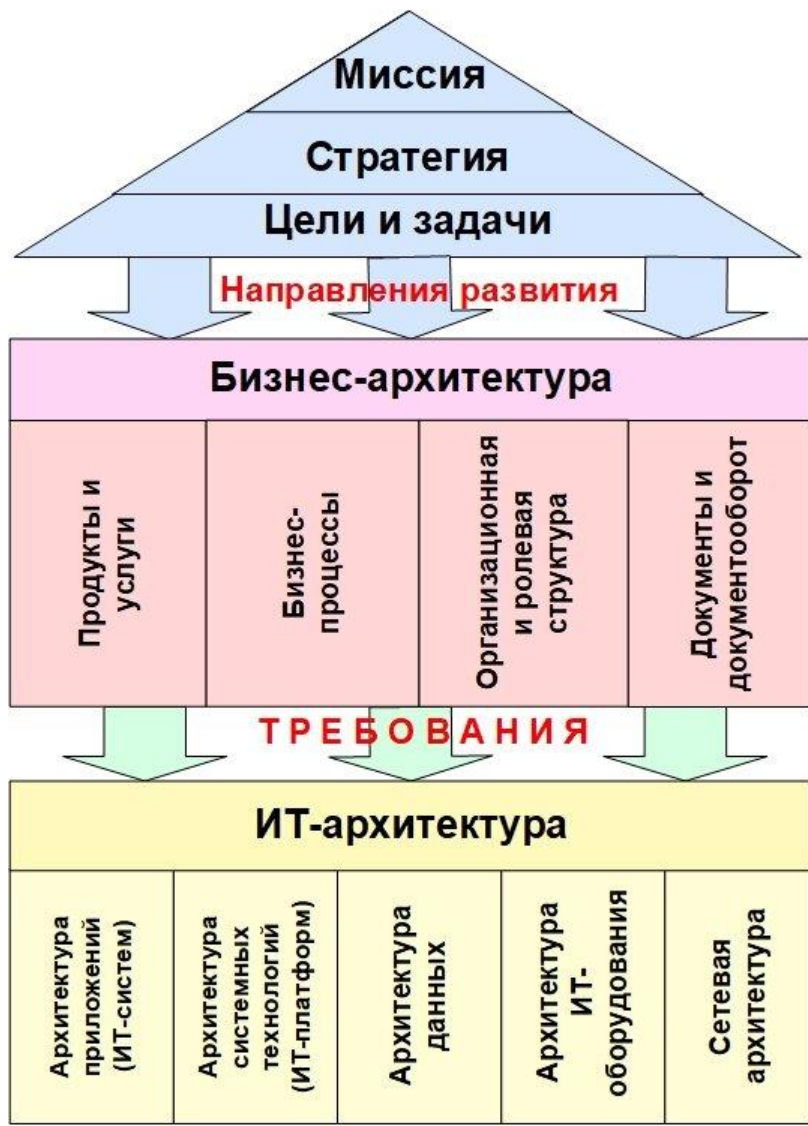 Миссия
Стратегия
Цели и задачи
Направления развития
Бизнес-архитектура
Продукты и
услуги
Бизнес-
процессы
Организационная
и ролевая
структура
Документы и
документооборот
ТРЕБОВАНИЯ
ИТ-архитектура
Архитектура
приложений
(ИТ-систем)
Архитектура
системных
технологий
(ИТ-платформ)
Архитектура
данных
Архитектура
ИТ-
оборудования
Сетевая
архитектура